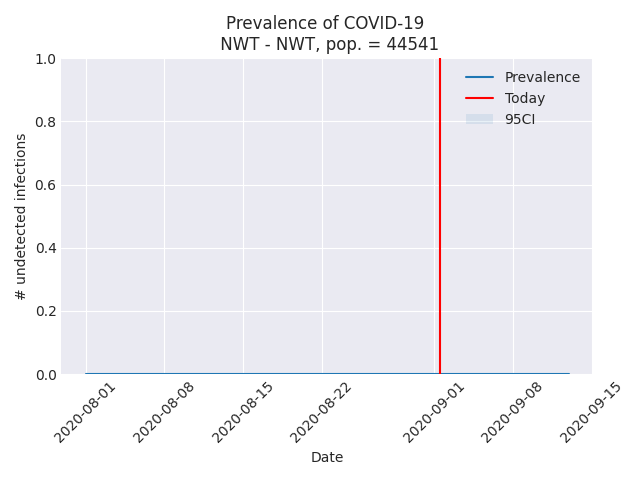 Prevalence of COVID-19
NWT - NWT, pop. = 44541
1.0
0.8
0.6
0.4
0.2
0.0
# undetected infections
Prevalence
Today
95CI
2020-08-01
2020-08-08
2020-08-15
2020-08-22
2020-09-01
2020-09-08
2020-09-15
Date